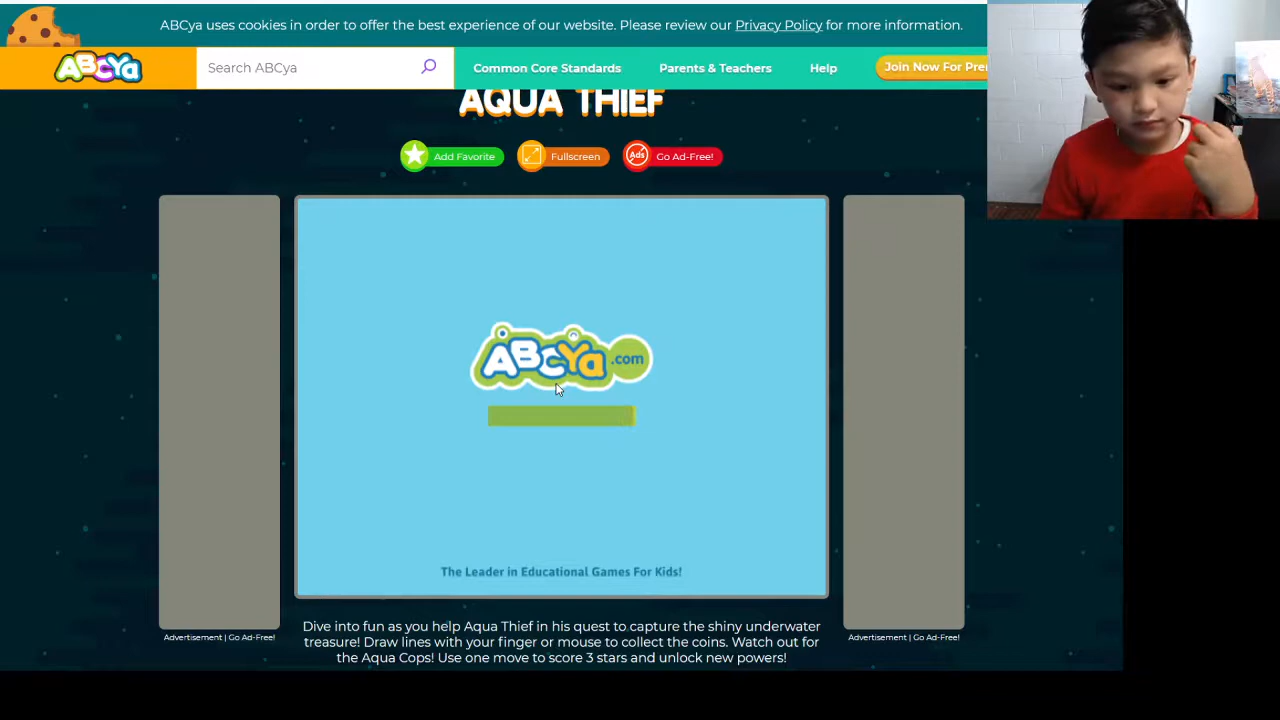 ABCya uses cookies in order to offer the best experience of our website. Please review our Privacy Policy for more information.
ABCYa
Search ABCya
Common Core Standards
Parents & Teachers
Help
Join Now For Pre
AQUA THIEF
Add Favorite
Fullscreen
Ads
Go Ad-Free!
ABCYa.com
The Leader in Educational Games For Kids!
Advertisement | Go Ad-Free!
Advertisement | Go Ad-Free!
Dive into fun as you help Aqua Thief in his quest to capture the shiny underwater
treasure! Draw lines with your finger or mouse to collect the coins. Watch out for
the Aqua Cops! Use one move to score 3 stars and unlock new powers!